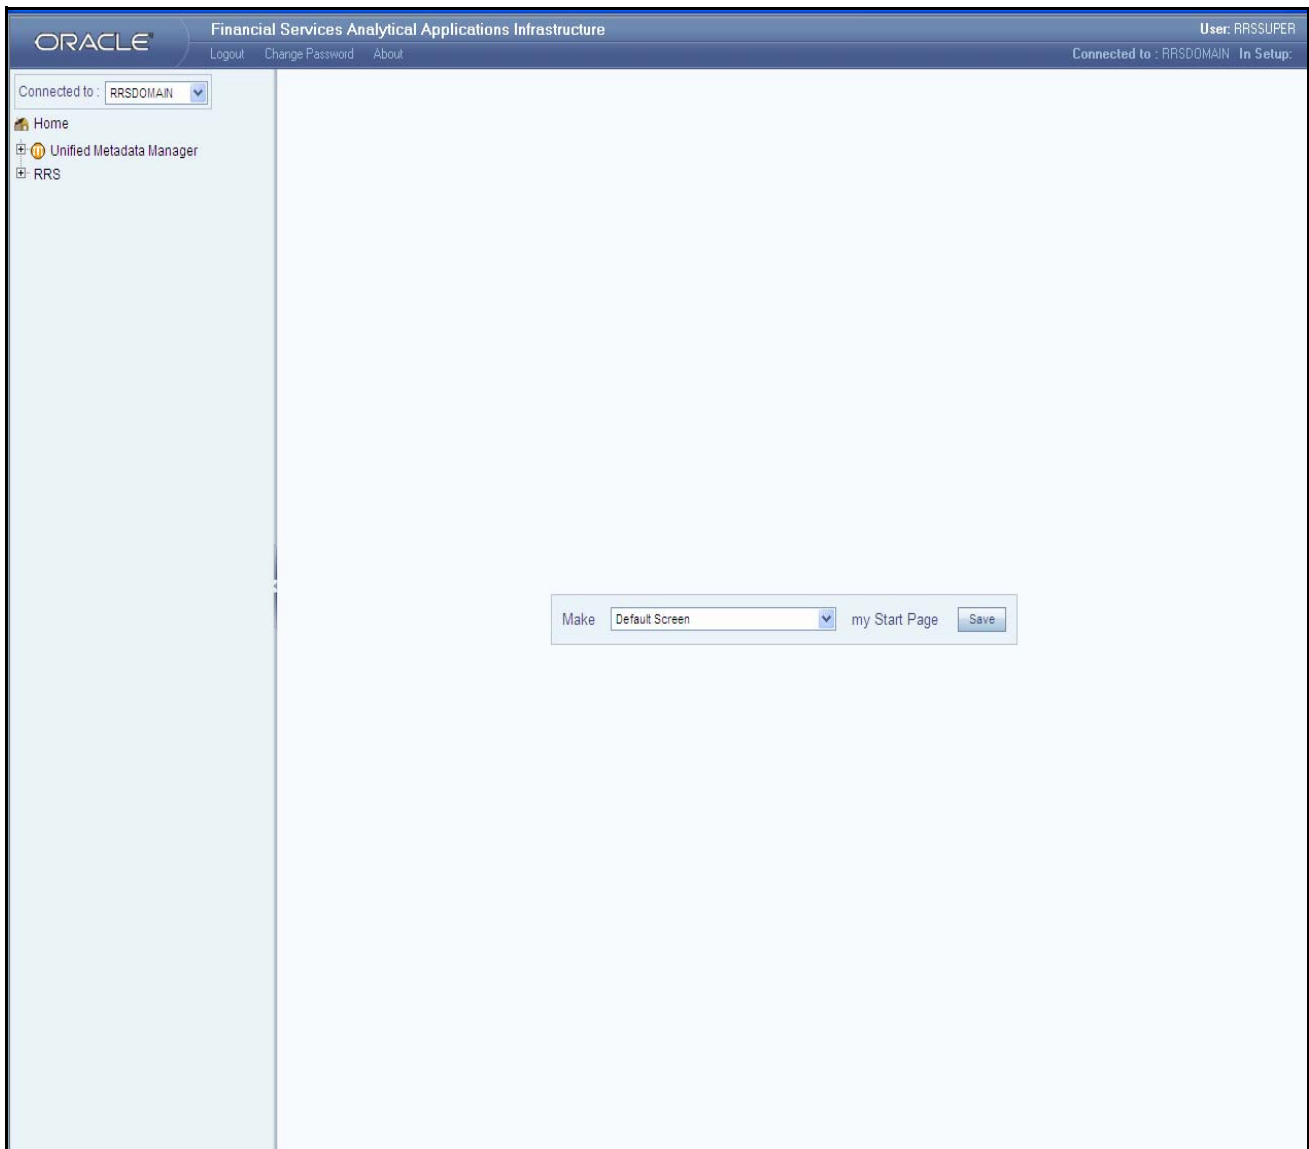 ORACLE
Financial Services Analytical Applications Infrastructure
User: RRSSUPER
Logout Change Password About
Connected to : RRSDOMAIN In Setup:
Connected to : RRSDOMAIN
Home
Unified Metadata Manager
RRS
Make Default Screen my Start Page Save